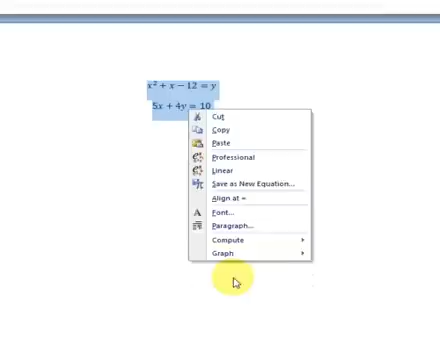 x² + x − 12 = y
5x + 4y = 10
Cut
Copy
Paste
Professional
Linear
Save as New Equation...
Align at =
Font...
Paragraph...
Compute
Graph